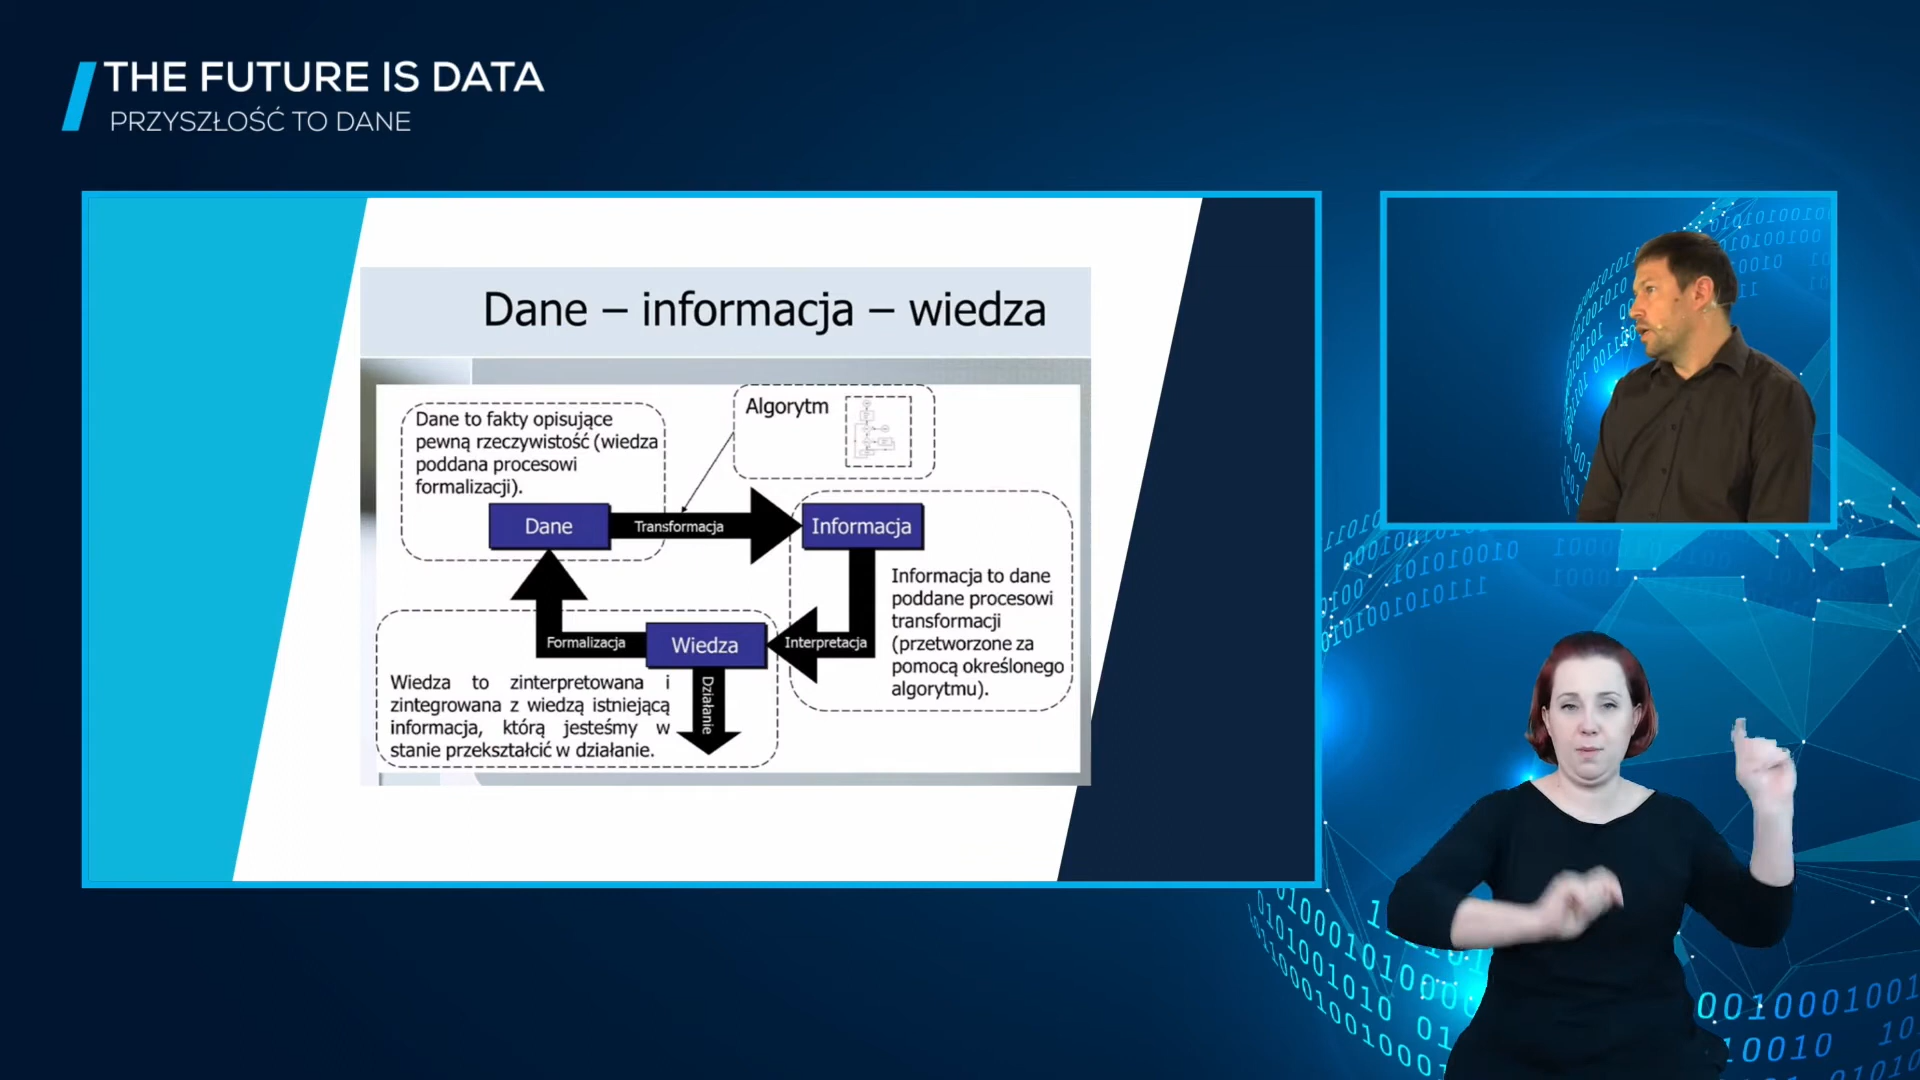 THE FUTURE IS DATA
PRZYSZŁOŚĆ TO DANE
Dane – informacja – wiedza
Dane to fakty opisujące
pewną rzeczywistość (wiedza
poddana procesowi
formalizacji).
Algorytm
Dane
Transformacja
Informacja
Informacja to dane
poddane procesowi
transformacji
(przetworzone za
pomocą określonego
algorytmu).
Formalizacja
Wiedza
Interpretacja
Działanie
Wiedza to zinterpretowana i
zintegrowana z wiedzą istniejącą
informacja, którą jesteśmy w
stanie przekształcić w działanie.